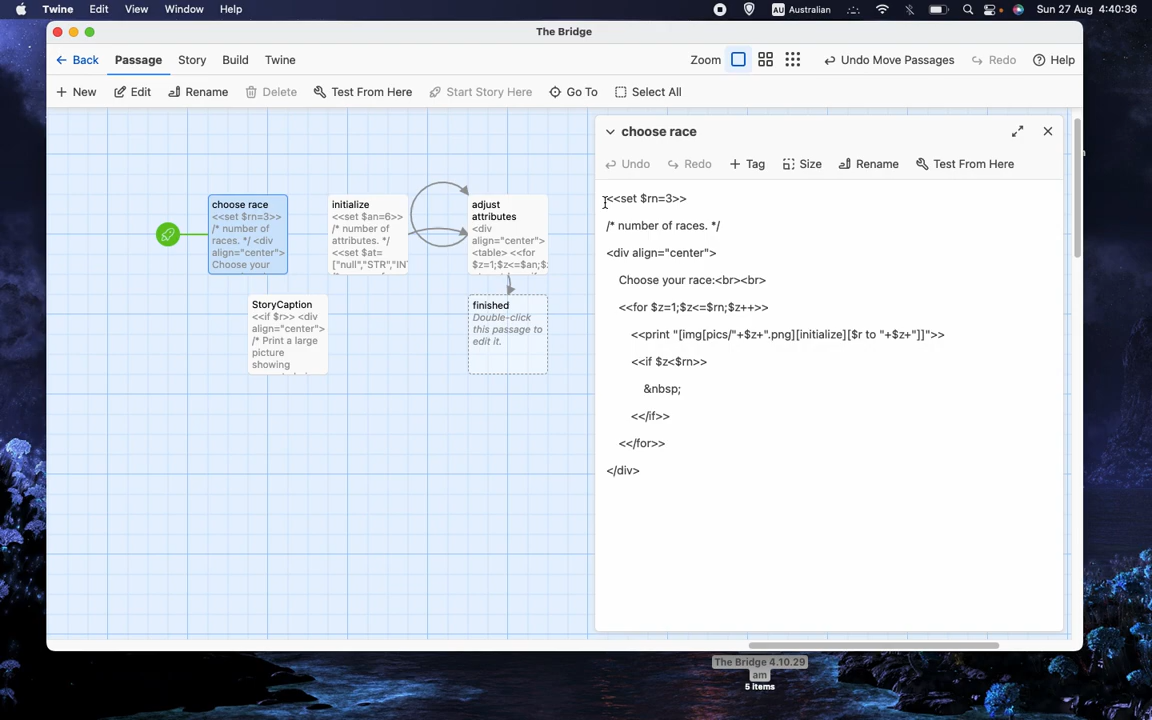 Twine Edit View Window Help AU Australian Sun 27 Aug 4:40:36
The Bridge
Back Passage Story Build Twine Zoom Undo Move Passages Redo Help
New Edit Rename Delete Test From Here Start Story Here Go To Select All
choose race
<<set $rn=3>>
/* number of
races. */ <div
align="center">
Choose your
initialize
<<set $an=6>>
/* number of
attributes. */
<<set $at=
["null","STR","INT
adjust
attributes
<div
align="center">
<table> <<for
$z=1;$z<=$an;$z
StoryCaption
<<if $r>> <div
align="center">
/* Print a large
picture
showing
finished
Double-click
this passage to
edit it.
choose race
Undo Redo Tag Size Rename Test From Here
<<set $rn=3>>
/* number of races. */
<div align="center">
Choose your race:<br><br>
<<for $z=1;$z<=$rn;$z++>>
<<print "[img[pics/"+$z+".png][initialize][$r to "+$z+"]]">>
<<if $z<$rn>>
&nbsp;
<</if>>
<</for>>
</div>
The Bridge 4.10.29
am
5 items